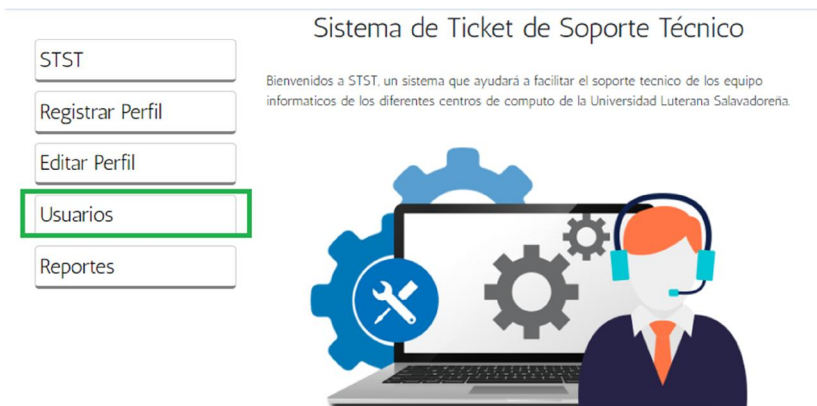 Sistema de Ticket de Soporte Técnico
STST
Registrar Perfil
Editar Perfil
Usuarios
Reportes
Bienvenidos a STST, un sistema que ayudará a facilitar el soporte tecnico de los equipo
informaticos de los diferentes centros de computo de la Universidad Luterana Salavadoreña.